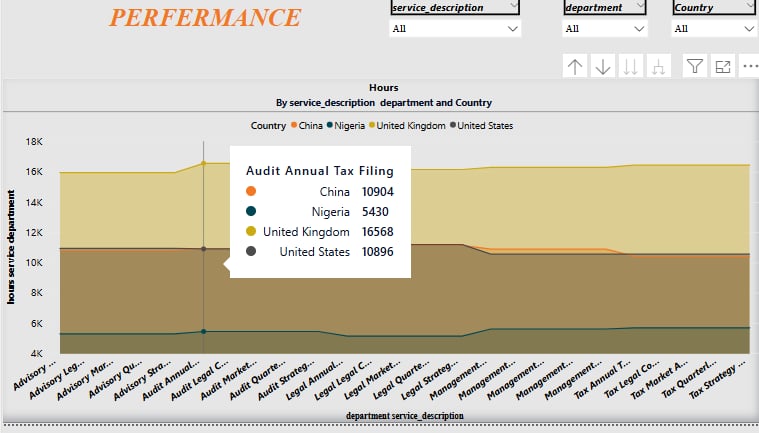 PERFERMANCE
service_description
department
Country
All
All
All
Hours
By service_description department and Country
Country China Nigeria United Kingdom United States
18K
16K
14K
12K
10K
8K
6K
4K
hours service department
Audit Annual Tax Filing
China 10904
Nigeria 5430
United Kingdom 16568
United States 10896
Advisory ...
Advisory Leg...
Advisory Mar...
Advisory Qu...
Advisory Stra...
Audit Annual...
Audit Legal C...
Audit Market...
Audit Quarte...
Audit Strateg...
Legal Annual...
Legal Legal C...
Legal Market...
Legal Quarte...
Legal Strateg...
Management...
Management...
Management...
Management...
Management...
Tax Annual T...
Tax Legal Co...
Tax Market A...
Tax Quarterl...
Tax Strategy ...
department service_description